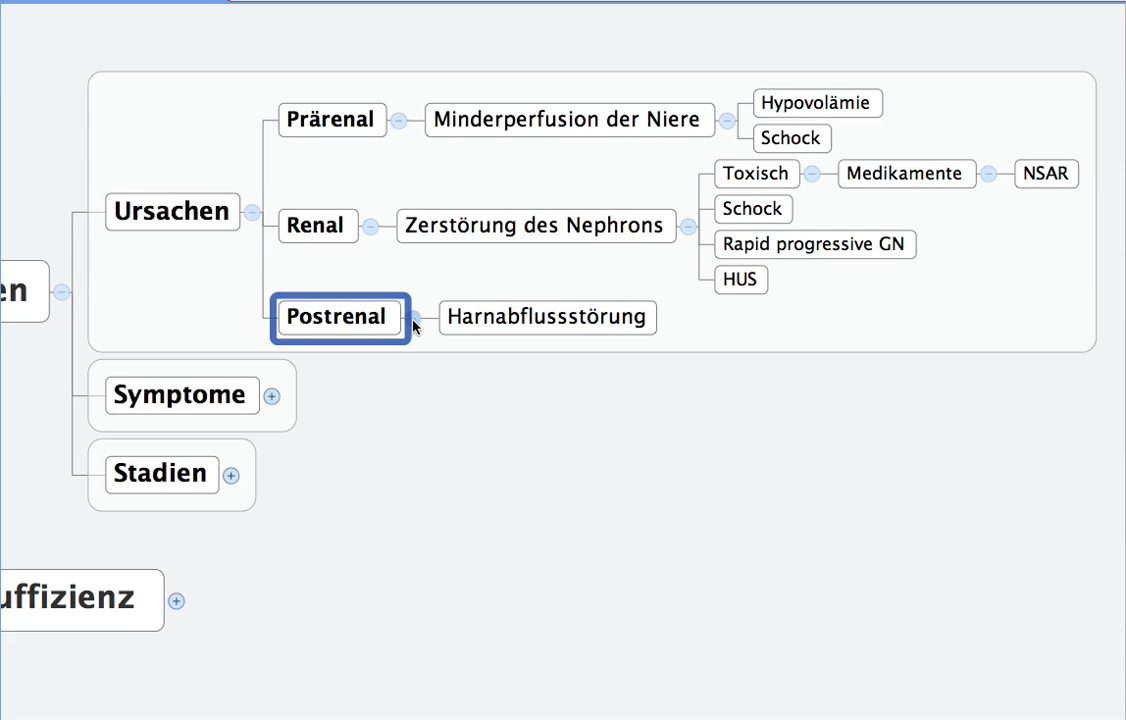 Ursachen
Prärenal
Minderperfusion der Niere
Hypovolämie
Schock
Renal
Zerstörung des Nephrons
Toxisch
Medikamente
NSAR
Schock
Rapid progressive GN
HUS
Postrenal
Harnabflussstörung
en
Symptome
Stadien
uffizienz